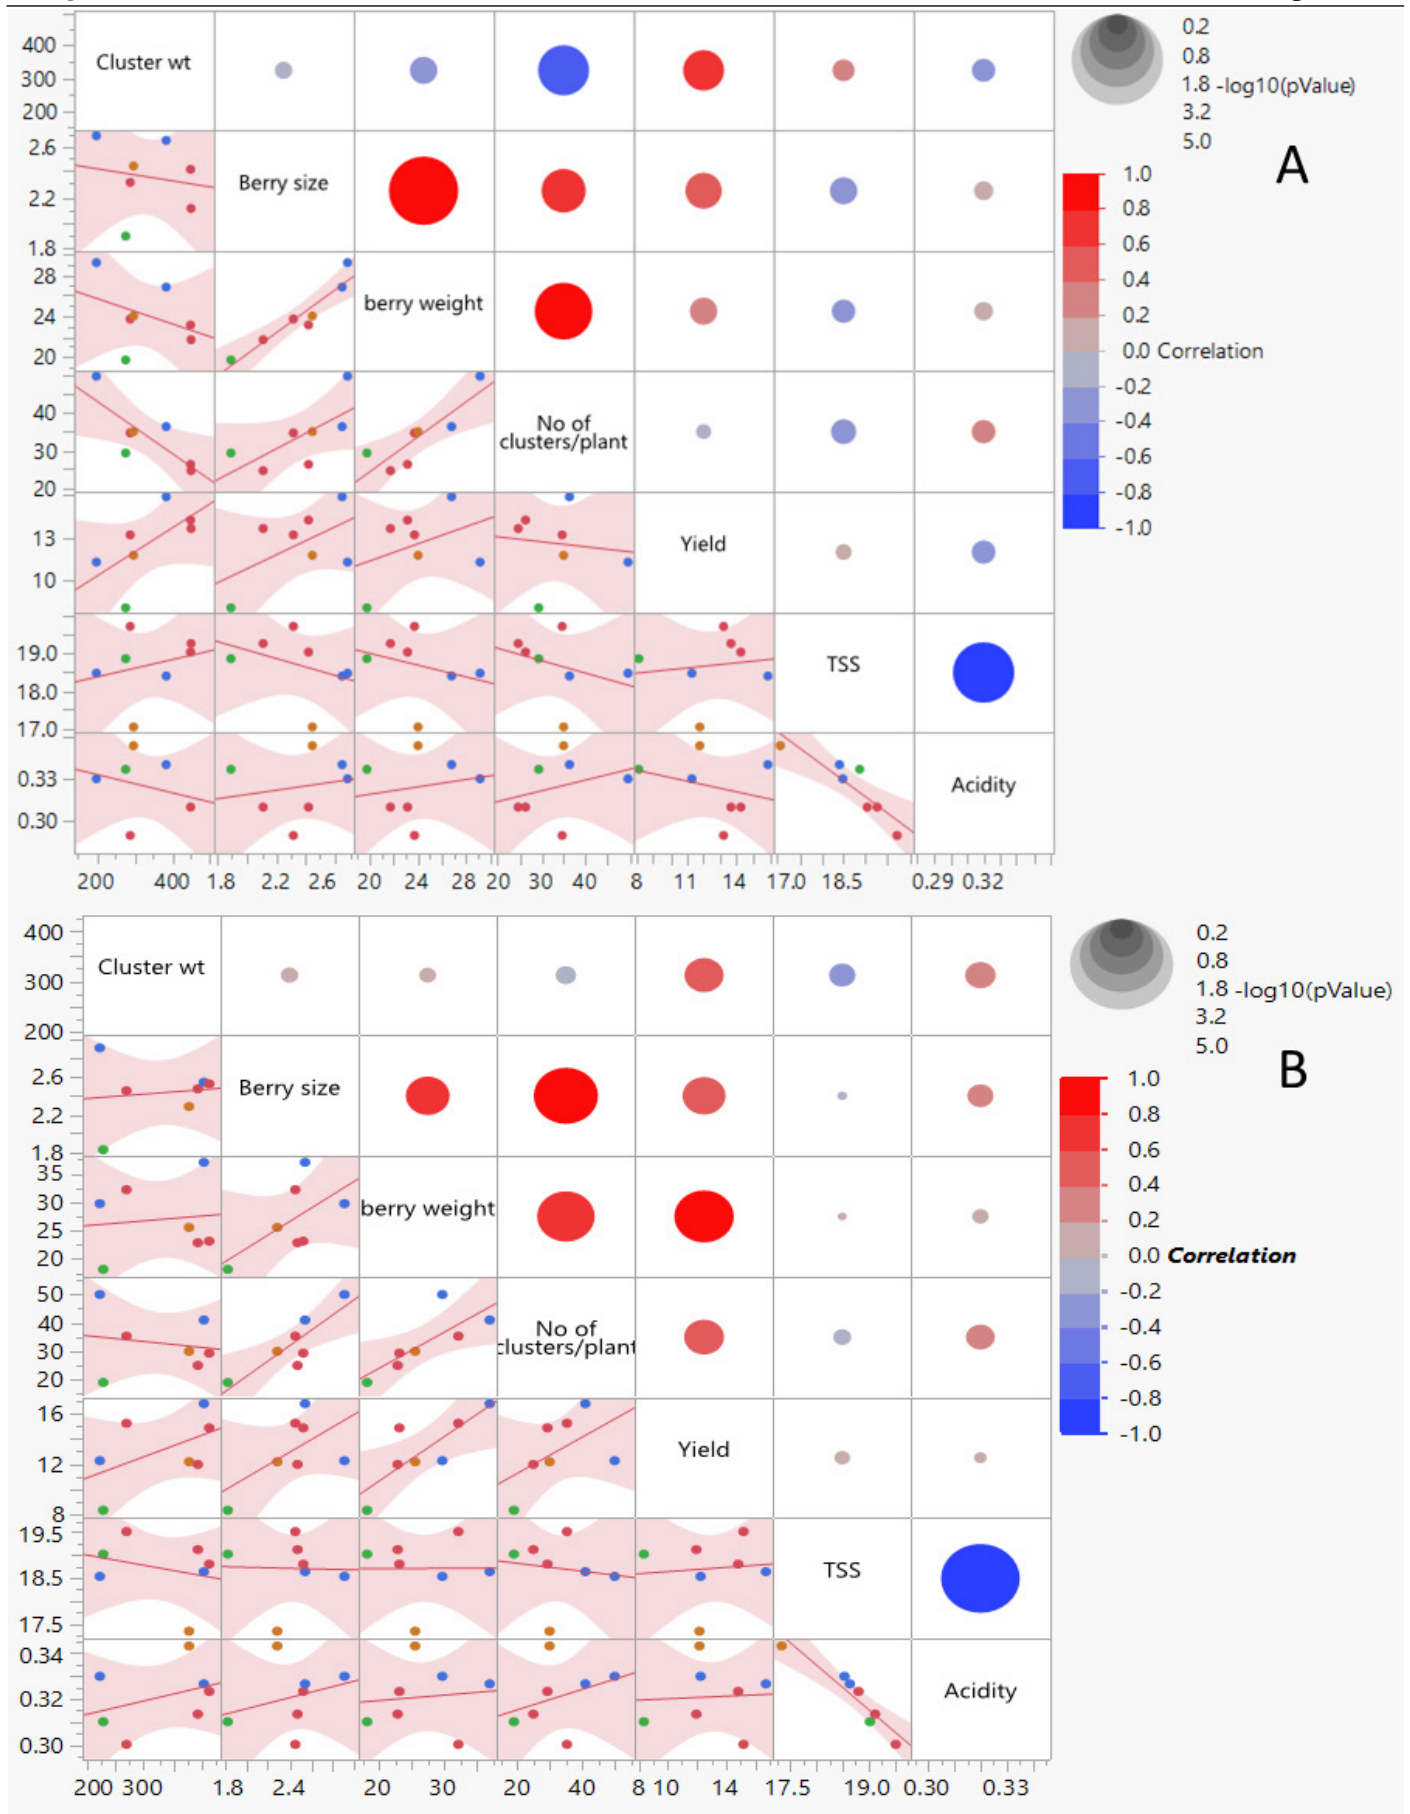 Cluster wt
400
300
200
0.2
0.8
1.8 -log10(pValue)
3.2
5.0
A
2.6
2.2
1.8
Berry size
1.0
0.8
0.6
0.4
0.2
0.0 Correlation
-0.2
-0.4
-0.6
-0.8
-1.0
28
24
20
berry weight
40
30
20
No of
clusters/plant
13
10
Yield
19.0
18.0
17.0
TSS
0.33
0.30
Acidity
200 400 1.8 2.2 2.6 20 24 28 20 30 40 8 11 14 17.0 18.5 0.29 0.32
400
300
200
Cluster wt
0.2
0.8
1.8 -log10(pValue)
3.2
5.0
B
2.6
2.2
1.8
Berry size
1.0
0.8
0.6
0.4
0.2
0.0 Correlation
-0.2
-0.4
-0.6
-0.8
-1.0
35
30
25
20
berry weight
50
40
30
20
No of
clusters/plant
16
12
8
Yield
19.5
18.5
17.5
TSS
0.34
0.32
0.30
Acidity
200 300 1.8 2.4 20 30 20 40 8 10 14 17.5 19.0 0.30 0.33